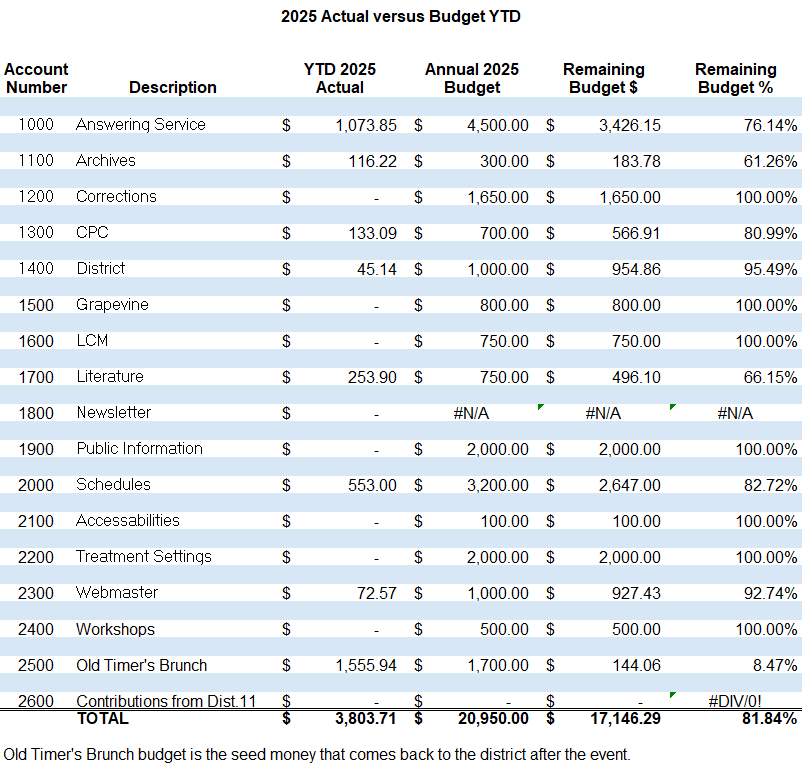 2025 Actual versus Budget YTD
Account Number Description YTD 2025 Actual Annual 2025 Budget Remaining Budget $ Remaining Budget %
1000 Answering Service $ 1,073.85 $ 4,500.00 $ 3,426.15 76.14%
1100 Archives $ 116.22 $ 300.00 $ 183.78 61.26%
1200 Corrections $ - $ 1,650.00 $ 1,650.00 100.00%
1300 CPC $ 133.09 $ 700.00 $ 566.91 80.99%
1400 District $ 45.14 $ 1,000.00 $ 954.86 95.49%
1500 Grapevine $ - $ 800.00 $ 800.00 100.00%
1600 LCM $ - $ 750.00 $ 750.00 100.00%
1700 Literature $ 253.90 $ 750.00 $ 496.10 66.15%
1800 Newsletter $ - #N/A #N/A #N/A
1900 Public Information $ - $ 2,000.00 $ 2,000.00 100.00%
2000 Schedules $ 553.00 $ 3,200.00 $ 2,647.00 82.72%
2100 Accessabilities $ - $ 100.00 $ 100.00 100.00%
2200 Treatment Settings $ - $ 2,000.00 $ 2,000.00 100.00%
2300 Webmaster $ 72.57 $ 1,000.00 $ 927.43 92.74%
2400 Workshops $ - $ 500.00 $ 500.00 100.00%
2500 Old Timer's Brunch $ 1,555.94 $ 1,700.00 $ 144.06 8.47%
2600 Contributions from Dist.11 $ - $ - $ - #DIV/0!
TOTAL $ 3,803.71 $ 20,950.00 $ 17,146.29 81.84%
Old Timer's Brunch budget is the seed money that comes back to the district after the event.